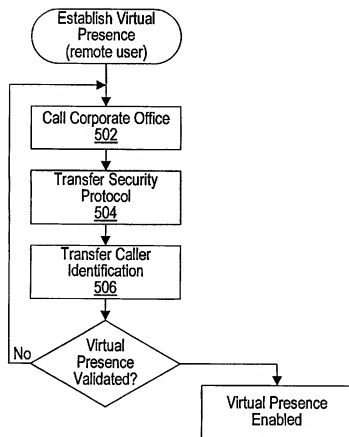 Establish Virtual
Presence
(remote user)
Call Corporate Office
502
Transfer Security
Protocol
504
Transfer Caller
Identification
506
Virtual
Presence
Validated?
No
Virtual Presence
Enabled